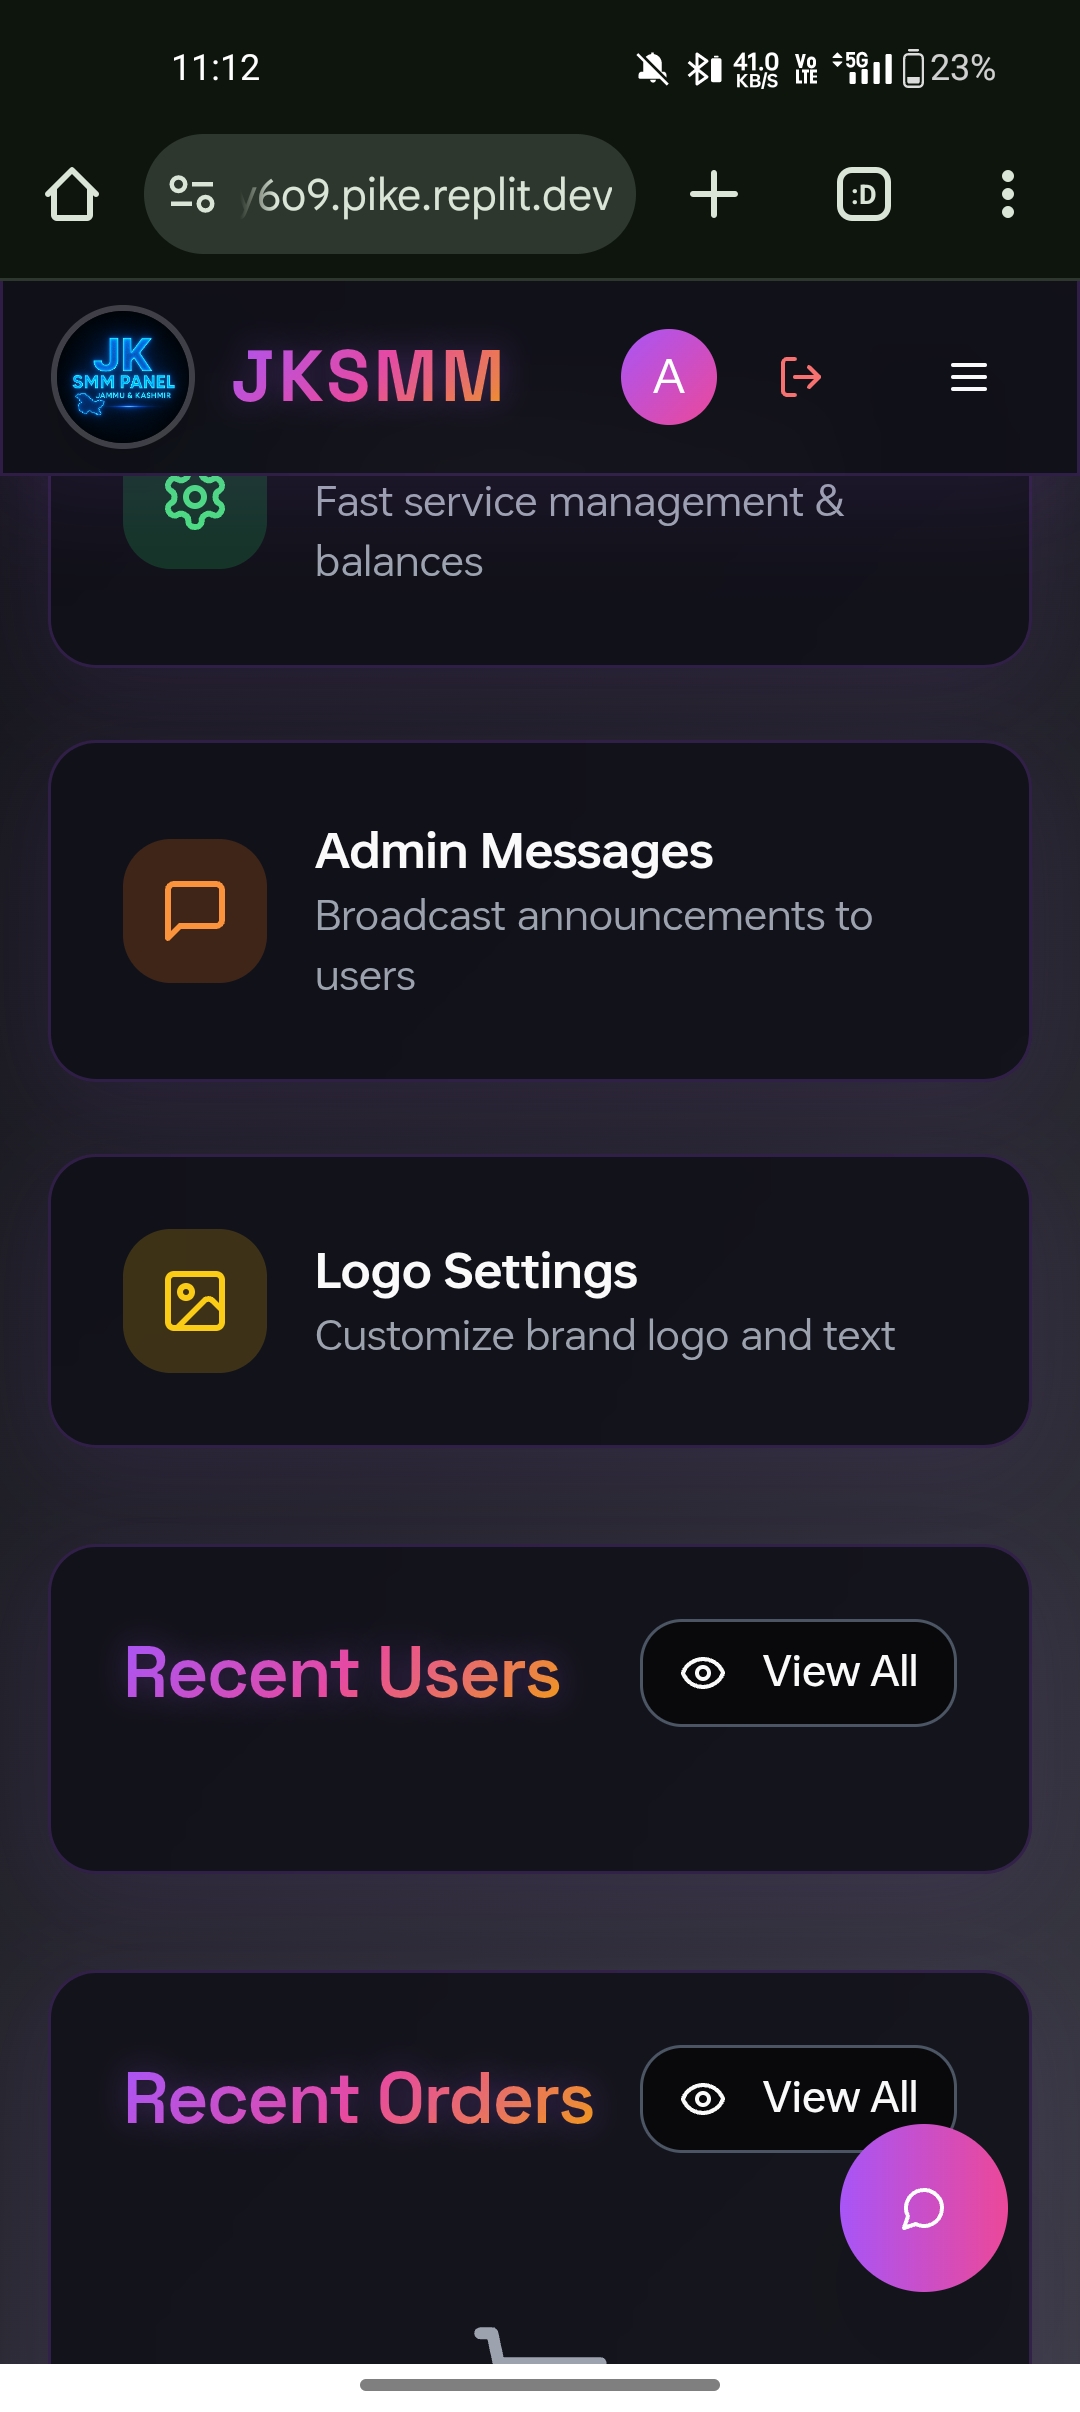 11:12
41.0
KB/S
Vo
LTE
5G
23%
y6o9.pike.replit.dev
:D
JK
SMM PANEL
JAMMU & KASHMIR
JKSMM
A
Fast service management &
balances
Admin Messages
Broadcast announcements to
users
Logo Settings
Customize brand logo and text
Recent Users
View All
Recent Orders
View All